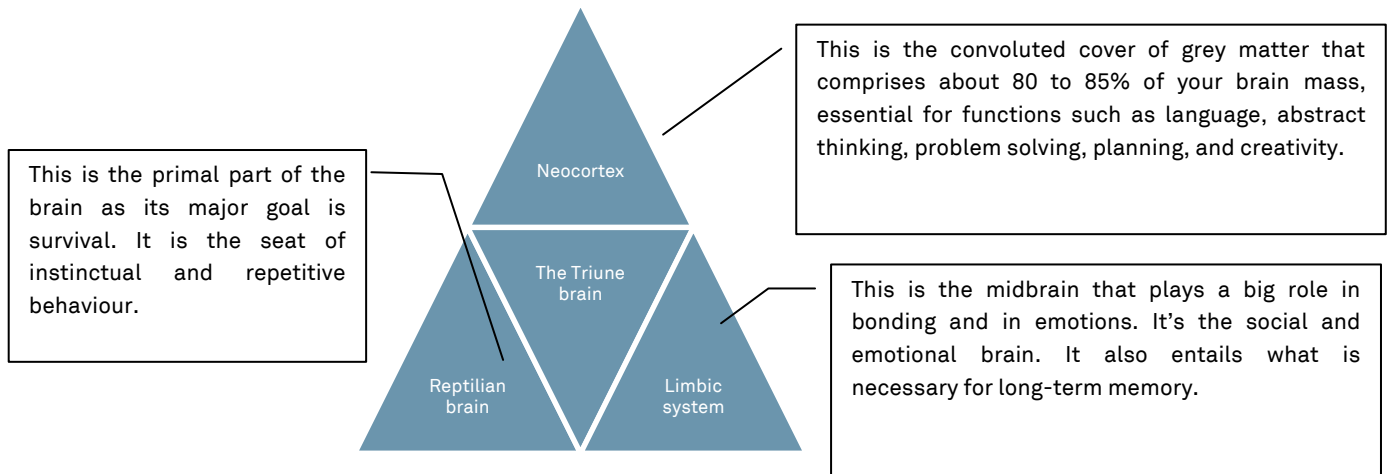 This is the convoluted cover of grey matter that
comprises about 80 to 85% of your brain mass,
essential for functions such as language, abstract
thinking, problem solving, planning, and creativity.
Neocortex
This is the primal part of the
brain as its major goal is
survival. It is the seat of
instinctual and repetitive
behaviour.
The Triune
brain
This is the midbrain that plays a big role in
bonding and in emotions. It’s the social and
emotional brain. It also entails what is
necessary for long-term memory.
Reptilian
brain
Limbic
system